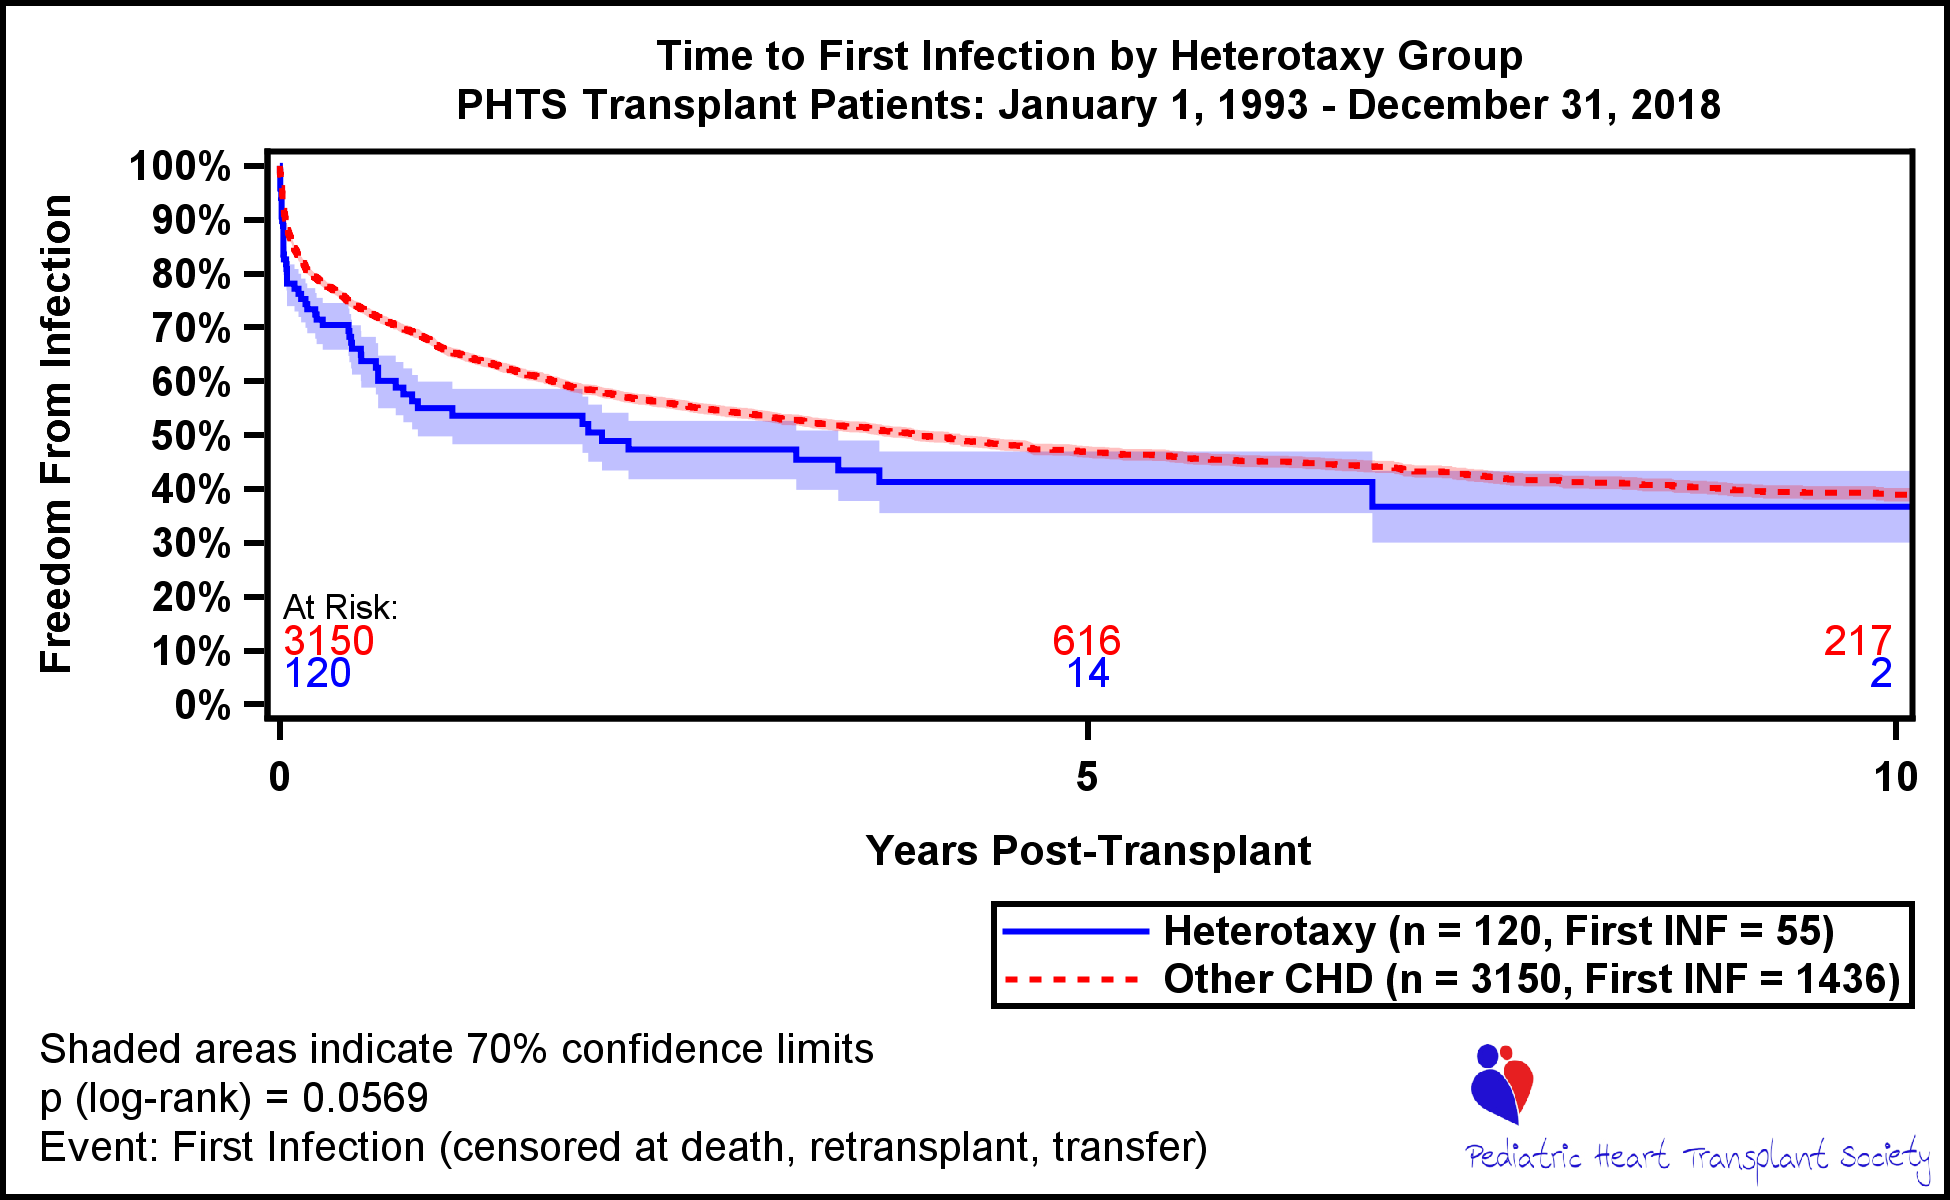 Time to First Infection by Heterotaxy Group
PHTS Transplant Patients: January 1, 1993 - December 31, 2018
Freedom From Infection
100%
90%
80%
70%
60%
50%
40%
30%
20%
10%
0%
At Risk:
3150 616 217
120 14 2
0 5 10
Years Post-Transplant
Heterotaxy (n = 120, First INF = 55)
Other CHD (n = 3150, First INF = 1436)
Shaded areas indicate 70% confidence limits
p (log-rank) = 0.0569
Event: First Infection (censored at death, retransplant, transfer)
Pediatric Heart Transplant Society